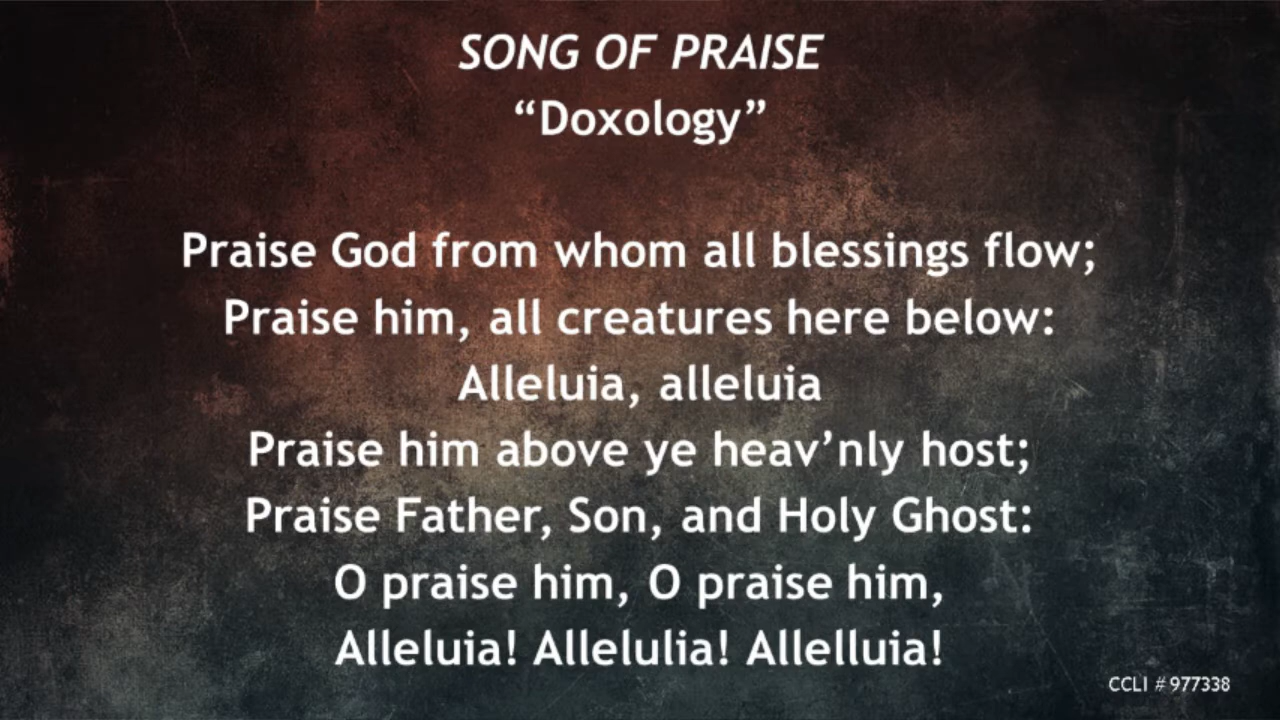 SONG OF PRAISE
“Doxology”
Praise God from whom all blessings flow;
Praise him, all creatures here below:
Alleluia, alleluia
Praise him above ye heav’nly host;
Praise Father, Son, and Holy Ghost:
O praise him, O praise him,
Alleluia! Allelulia! Allelluia!
CCLI # 977338